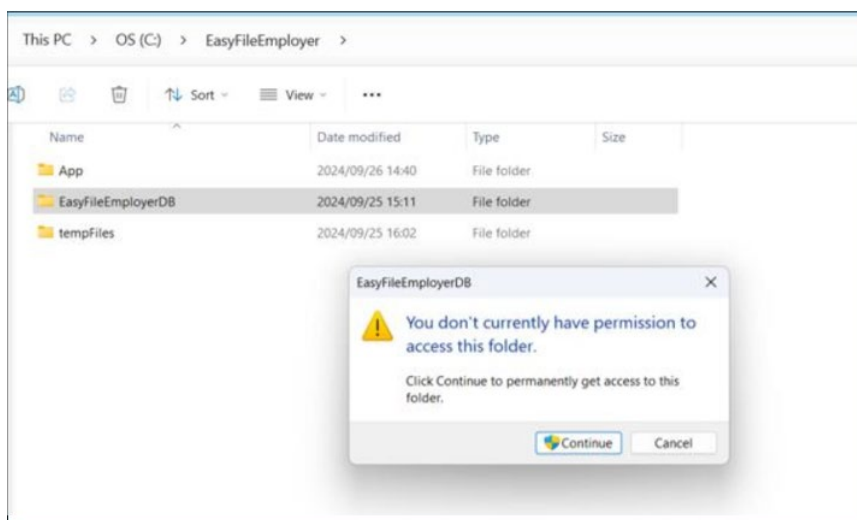 This PC > OS (C:) > EasyFileEmployer >
Sort View ...
Name Date modified Type Size
App 2024/09/26 14:40 File folder
EasyFileEmployerDB 2024/09/25 15:11 File folder
tempFiles 2024/09/25 16:02 File folder
EasyFileEmployerDB
You don't currently have permission to
access this folder.
Click Continue to permanently get access to this
folder.
Continue Cancel